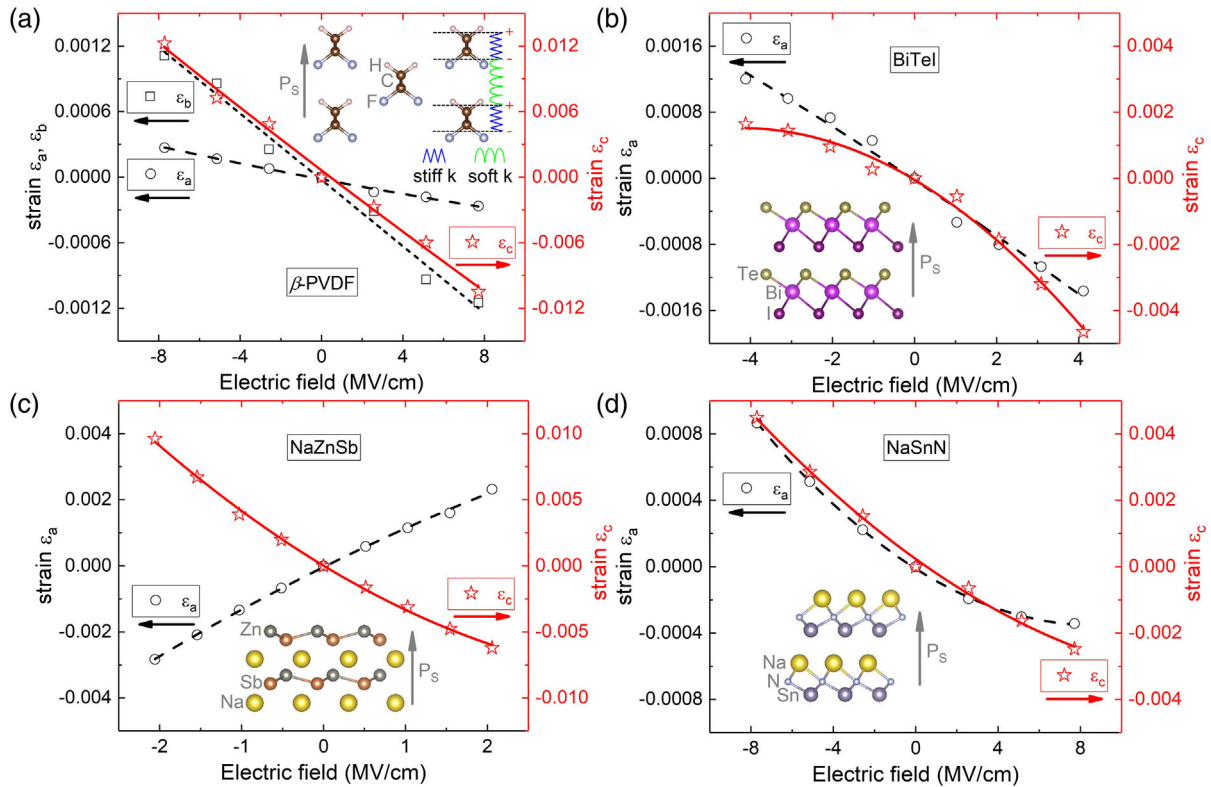 (a)
0.0012
0.0006
0.0000
-0.0006
-0.0012
strain εa, εb
εb
εa
PS
H
C
F
+
-
+
-
stiff k
soft k
εc
β-PVDF
0.012
0.006
0.000
-0.006
-0.012
strain εc
-8 -4 0 4 8
Electric field (MV/cm)
(b)
0.0016
0.0008
0.0000
-0.0008
-0.0016
strain εa
εa
BiTeI
εc
Te
Bi
I
PS
0.004
0.002
0.000
-0.002
-0.004
strain εc
-4 -2 0 2 4
Electric field (MV/cm)
(c)
0.004
0.002
0.000
-0.002
-0.004
strain εa
NaZnSb
εa
εc
Zn
Sb
Na
PS
0.010
0.005
0.000
-0.005
-0.010
strain εc
-2 -1 0 1 2
Electric field (MV/cm)
(d)
0.0008
0.0004
0.0000
-0.0004
-0.0008
strain εa
NaSnN
εa
εc
Na
N
Sn
PS
0.004
0.002
0.000
-0.002
-0.004
strain εc
-8 -4 0 4 8
Electric field (MV/cm)